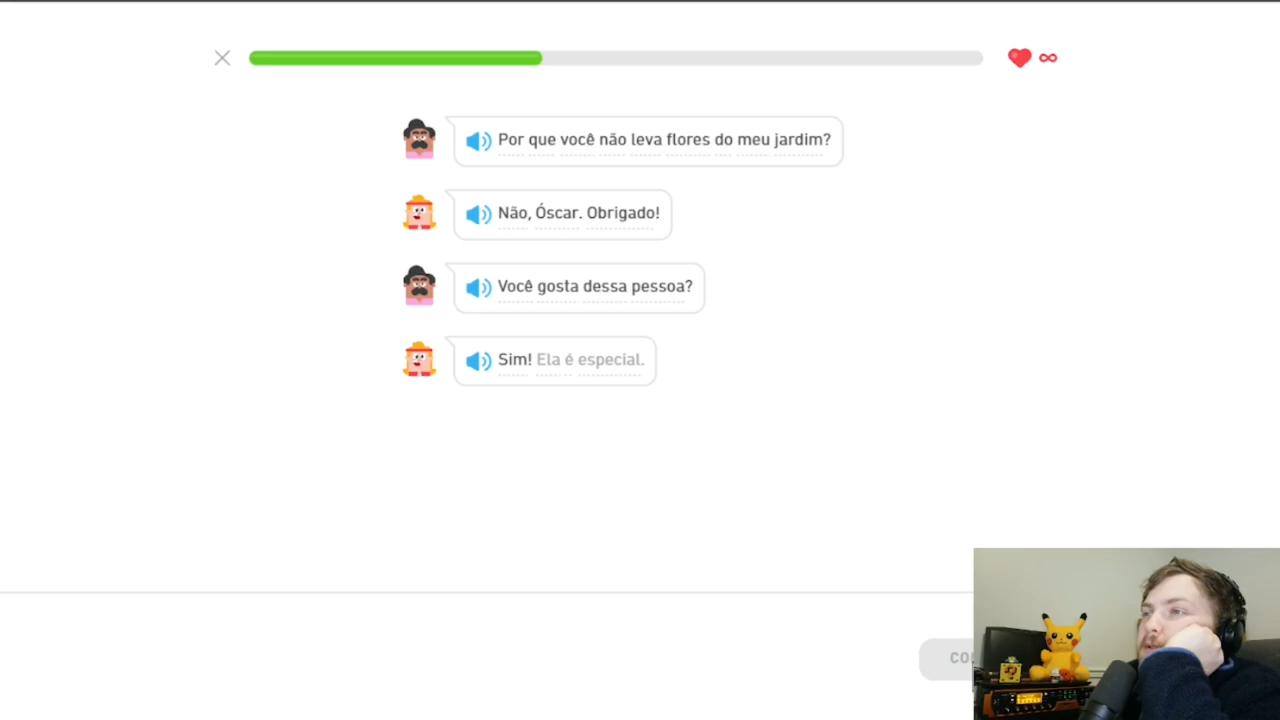 Por que você não leva flores do meu jardim?
Não, Óscar. Obrigado!
Você gosta dessa pessoa?
Sim! Ela é especial.